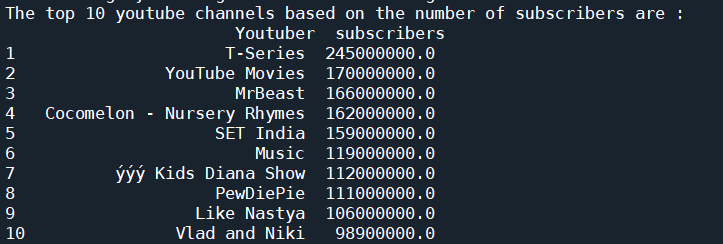 The top 10 youtube channels based on the number of subscribers are :
Youtuber subscribers
1 T-Series 245000000.0
2 YouTube Movies 170000000.0
3 MrBeast 166000000.0
4 Cocomelon - Nursery Rhymes 162000000.0
5 SET India 159000000.0
6 Music 119000000.0
7 ýýý Kids Diana Show 112000000.0
8 PewDiePie 111000000.0
9 Like Nastya 106000000.0
10 Vlad and Niki 98900000.0